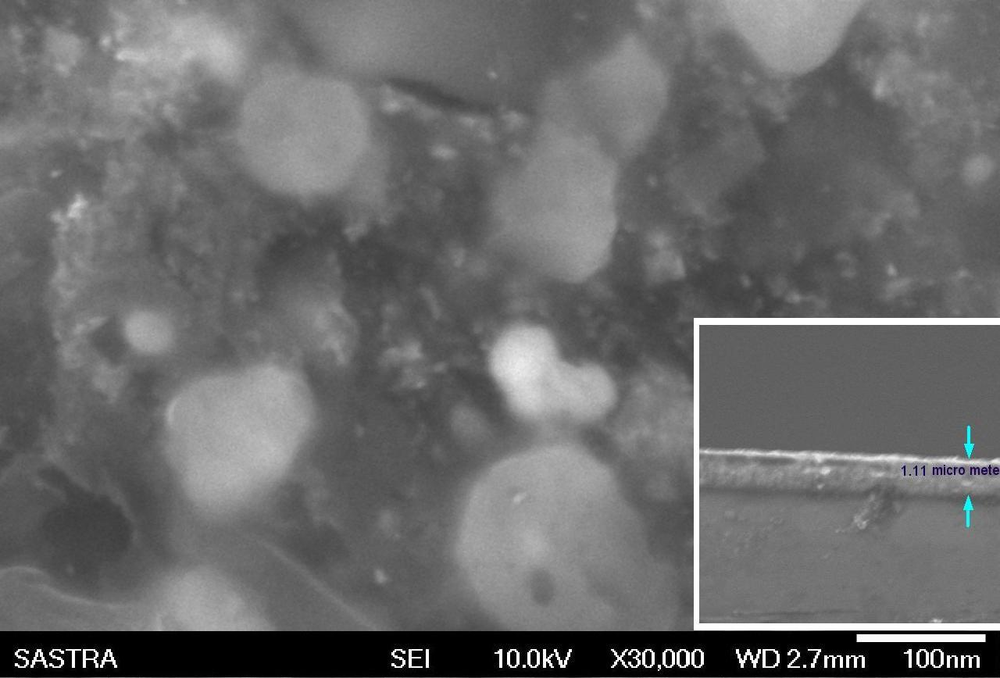 1.11 micro mete
SASTRA SEI 10.0kV X30,000 WD 2.7mm 100nm